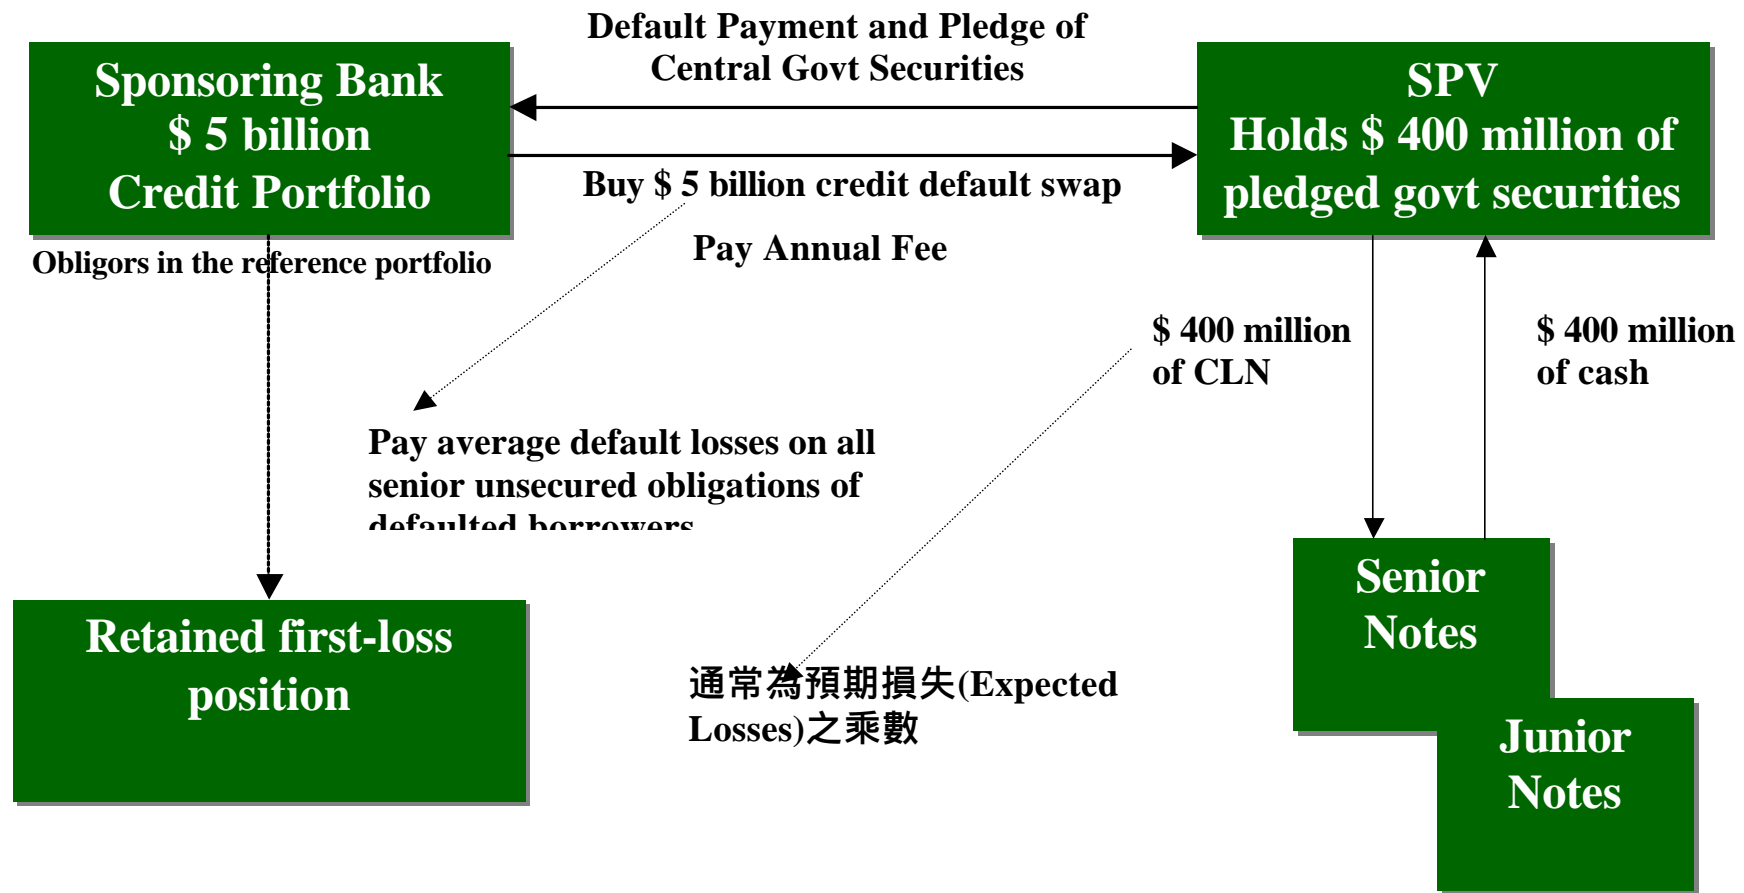 Default Payment and Pledge of
Central Govt Securities
Sponsoring Bank
$ 5 billion
Credit Portfolio
SPV
Holds $ 400 million of
pledged govt securities
Buy $ 5 billion credit default swap
Pay Annual Fee
Obligors in the reference portfolio
$ 400 million
of CLN
$ 400 million
of cash
Pay average default losses on all
senior unsecured obligations of
defaulted borrowers
Senior
Notes
Retained first-loss
position
通常為預期損失(Expected
Losses)之乘數
Junior
Notes